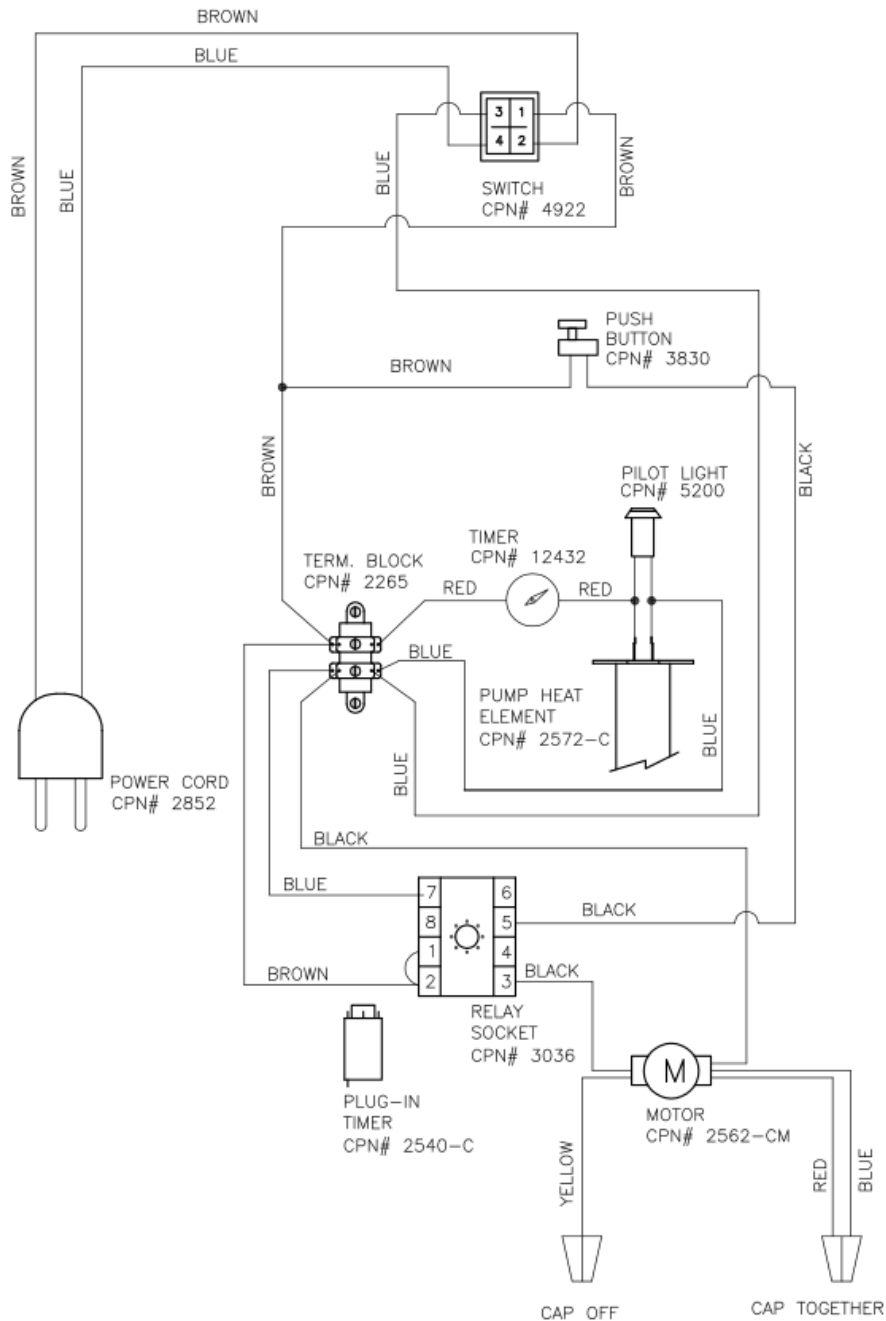 BROWN
BLUE
BROWN
BLUE
3 1
4 2
BLUE
BROWN
SWITCH
CPN# 4922
PUSH
BUTTON
CPN# 3830
BROWN
BROWN
BLACK
PILOT LIGHT
CPN# 5200
TIMER
CPN# 12432
TERM. BLOCK
CPN# 2265
RED
RED
BLUE
PUMP HEAT
ELEMENT
CPN# 2572-C
BLUE
BLUE
POWER CORD
CPN# 2852
BLACK
BLUE
7 6
8 5
1 4
2 3
BLACK
BROWN
BLACK
RELAY
SOCKET
CPN# 3036
PLUG-IN
TIMER
CPN# 2540-C
M
MOTOR
CPN# 2562-CM
YELLOW
RED
BLUE
CAP OFF
CAP TOGETHER